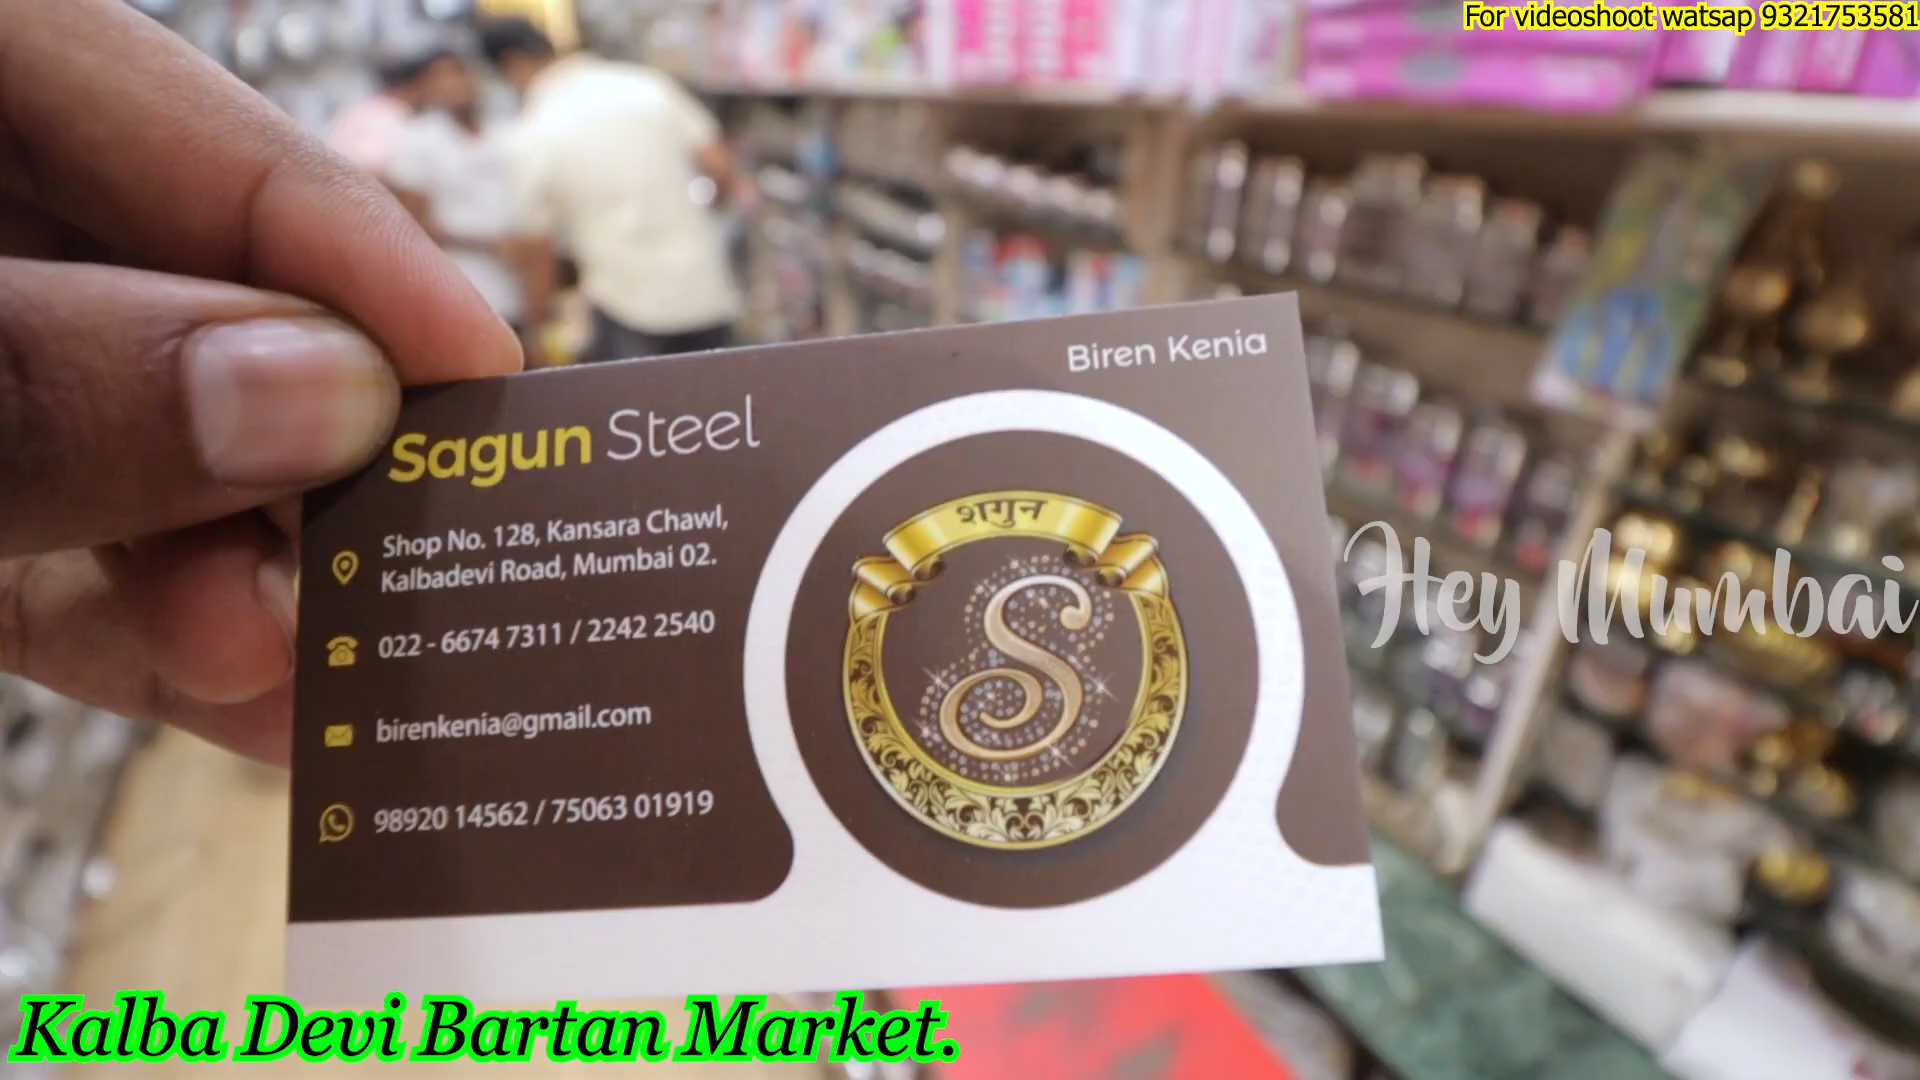 For videoshoot watsap 9321753581
Biren Kenia
Sagun Steel
Shop No. 128, Kansara Chawl,
Kalbadevi Road, Mumbai 02.
022 - 6674 7311 / 2242 2540
birenkenia@gmail.com
98920 14562 / 75063 01919
शगुन
S
Hey Mumbai
Kalba Devi Bartan Market.